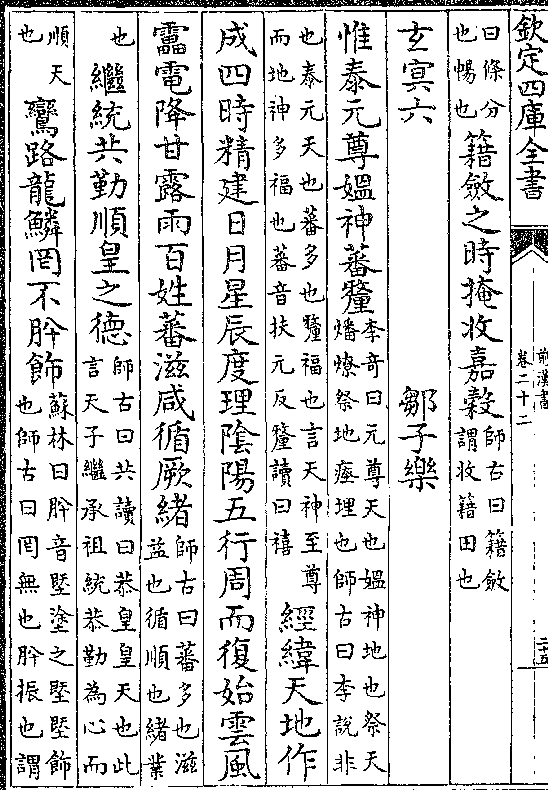 欽定四庫全書
前漢書
卷二十二
曰條分
也暢也
籍斂之時掩收嘉穀
師古曰籍斂
謂收籍田也
玄冥六 鄒子樂
惟泰元尊媼神蕃釐
李奇曰元尊天也媼神地也祭天
燔燎祭地瘞埋也師古曰李說非
也泰元天也蕃多也釐福也言天神至尊
而地神多福也蕃音扶元反釐讀曰禧
經緯天地作
成四時精建日月星辰度理陰陽五行周而復始雲風
靁電降甘露雨百姓蕃滋咸循厥緒
師古曰蕃多也滋
益也循順也緒業
也
繼統共勤順皇之德
師古曰共讀曰恭皇皇天也此
言天子繼承祖統恭勤為心而
順天
也
鸞路龍鱗罔不肸飾
蘇林曰肸音塈塗之塈塈飾
也師古曰罔無也肸振也謂